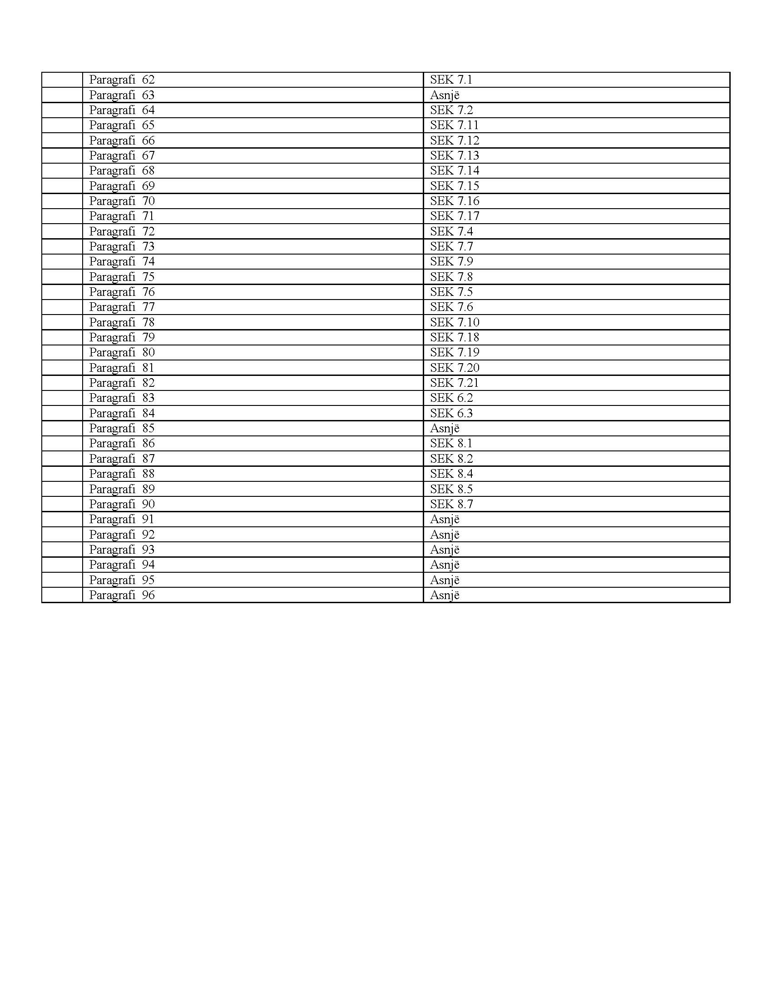 Paragrafi 62 SEK 7.1
Paragrafi 63 Asnjë
Paragrafi 64 SEK 7.2
Paragrafi 65 SEK 7.11
Paragrafi 66 SEK 7.12
Paragrafi 67 SEK 7.13
Paragrafi 68 SEK 7.14
Paragrafi 69 SEK 7.15
Paragrafi 70 SEK 7.16
Paragrafi 71 SEK 7.17
Paragrafi 72 SEK 7.4
Paragrafi 73 SEK 7.7
Paragrafi 74 SEK 7.9
Paragrafi 75 SEK 7.8
Paragrafi 76 SEK 7.5
Paragrafi 77 SEK 7.6
Paragrafi 78 SEK 7.10
Paragrafi 79 SEK 7.18
Paragrafi 80 SEK 7.19
Paragrafi 81 SEK 7.20
Paragrafi 82 SEK 7.21
Paragrafi 83 SEK 6.2
Paragrafi 84 SEK 6.3
Paragrafi 85 Asnjë
Paragrafi 86 SEK 8.1
Paragrafi 87 SEK 8.2
Paragrafi 88 SEK 8.4
Paragrafi 89 SEK 8.5
Paragrafi 90 SEK 8.7
Paragrafi 91 Asnjë
Paragrafi 92 Asnjë
Paragrafi 93 Asnjë
Paragrafi 94 Asnjë
Paragrafi 95 Asnjë
Paragrafi 96 Asnjë